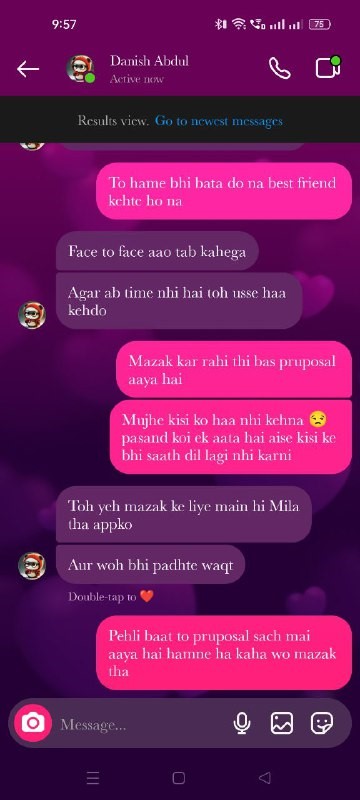 9:57
75
Danish Abdul
Active now
Results view. Go to newest messages
To hame bhi bata do na best friend
kehte ho na
Face to face aao tab kahega
Agar ab time nhi hai toh usse haa
kehdo
Mazak kar rahi thi bas pruposal
aaya hai
Mujhe kisi ko haa nhi kehna 😒
pasand koi ek aata hai aise kisi ke
bhi saath dil lagi nhi karni
Toh yeh mazak ke liye main hi Mila
tha appko
Aur woh bhi padhte waqt
Double-tap to ❤️
Pehli baat to pruposal sach mai
aaya hai hamne ha kaha wo mazak
tha
Message...